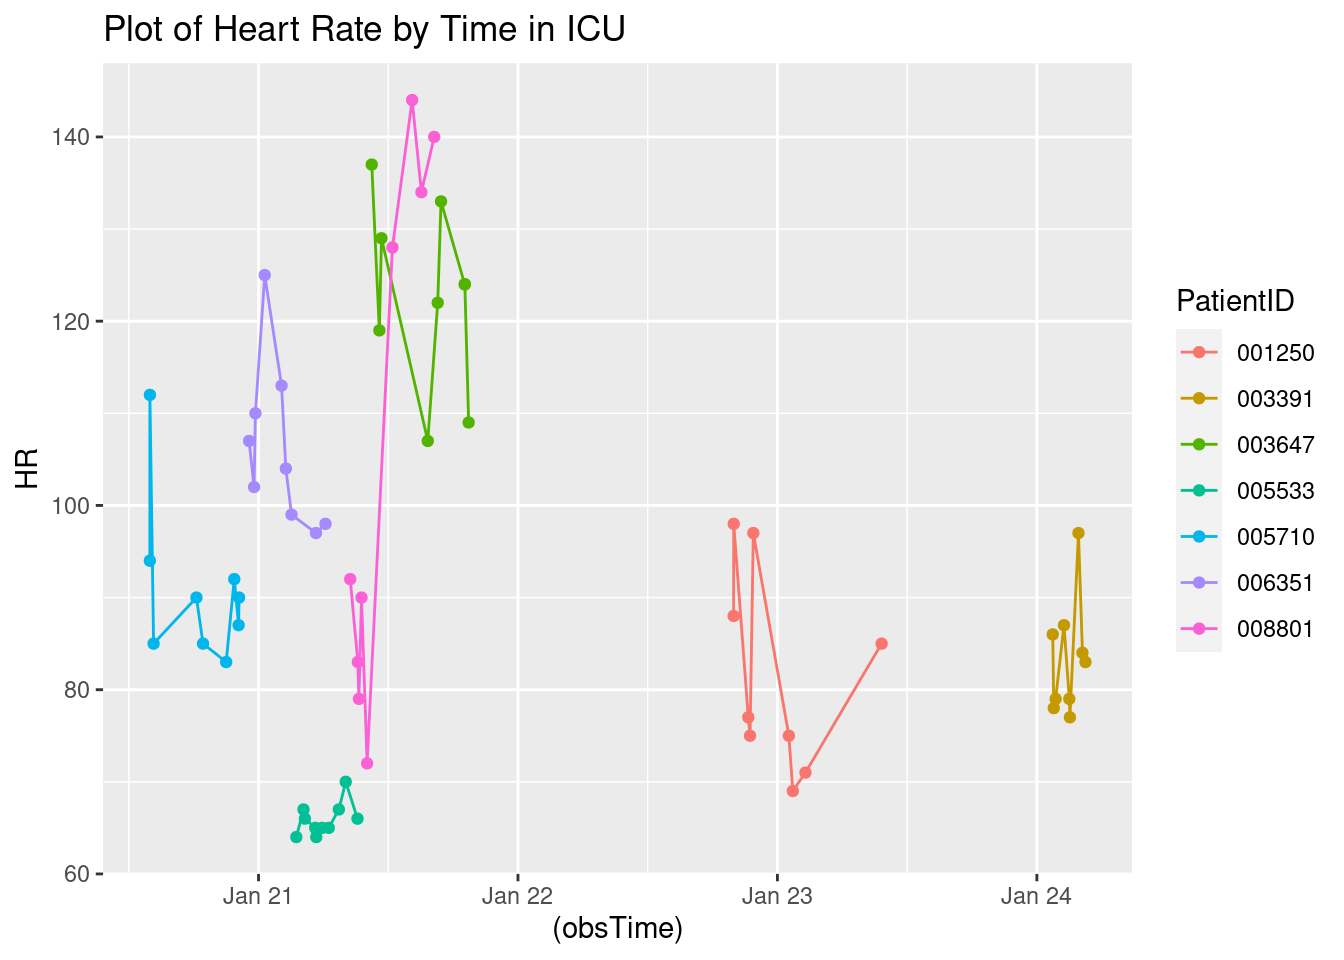 Plot of Heart Rate by Time in ICU
HR
140
120
100
80
60
Jan 21
Jan 22
Jan 23
Jan 24
(obsTime)
PatientID
001250
003391
003647
005533
005710
006351
008801